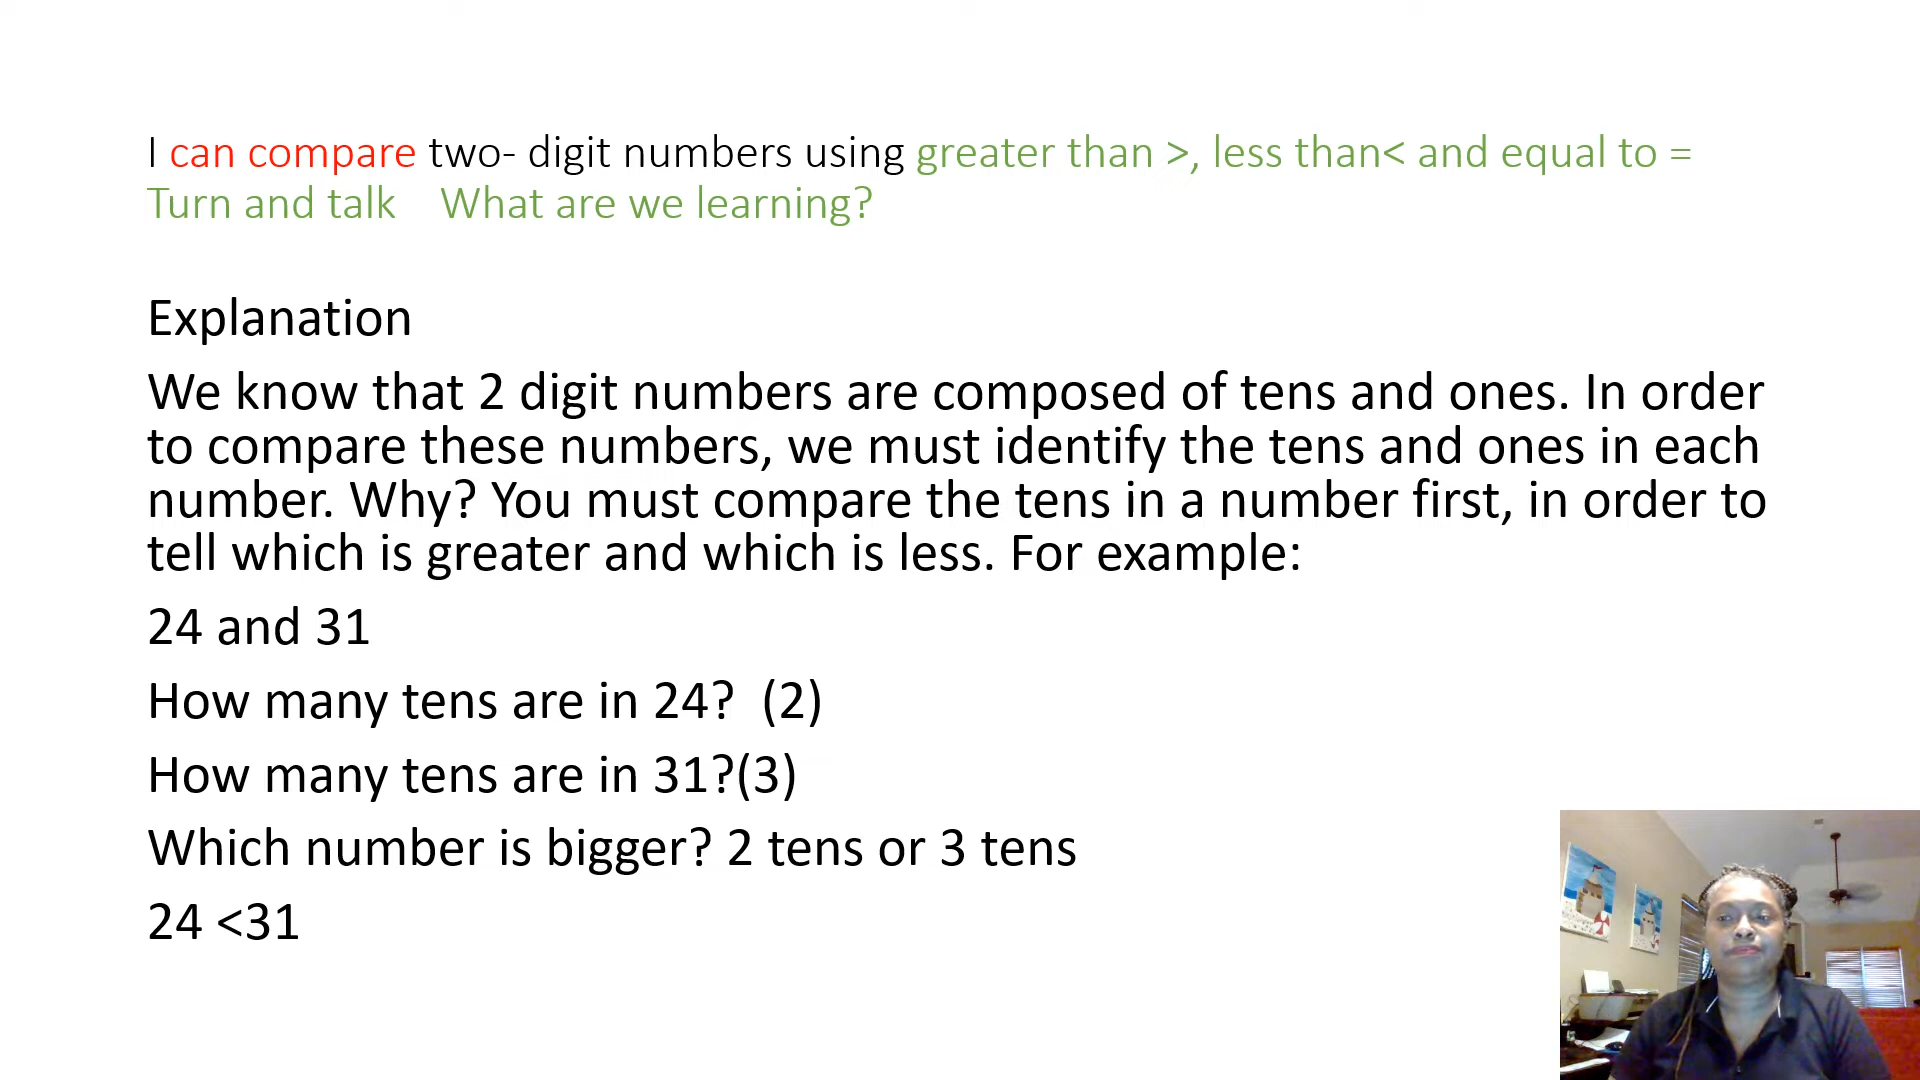 I can compare two- digit numbers using greater than >, less than< and equal to =
Turn and talk    What are we learning?
Explanation
We know that 2 digit numbers are composed of tens and ones. In order
to compare these numbers, we must identify the tens and ones in each
number. Why? You must compare the tens in a number first, in order to
tell which is greater and which is less. For example:
24 and 31
How many tens are in 24?  (2)
How many tens are in 31?(3)
Which number is bigger? 2 tens or 3 tens
24 <31